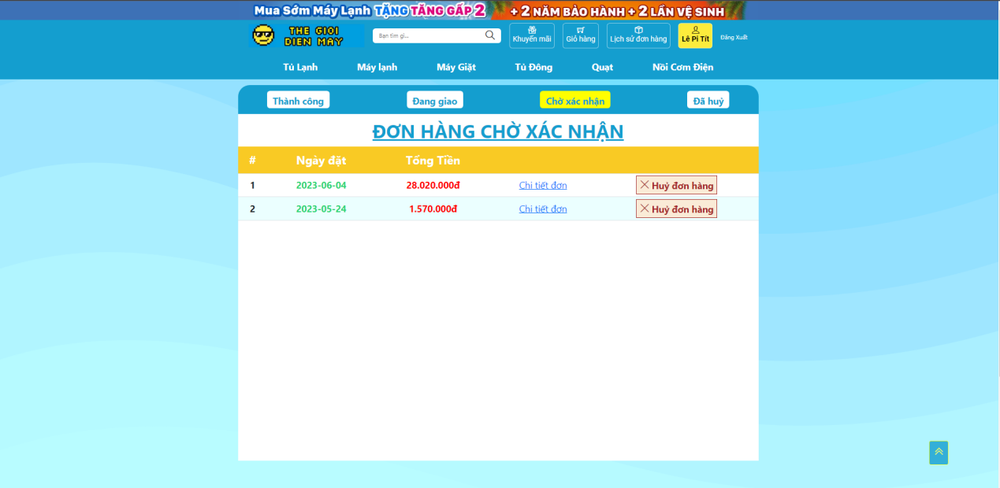 Mua Sớm Máy Lạnh TẶNG TĂNG GẤP 2 + 2 NĂM BẢO HÀNH + 2 LẦN VỆ SINH
THE GIOI
DIEN MAY
Bạn tìm gì...
Khuyến mãi
Giỏ hàng
Lịch sử đơn hàng
Lê Pi Tít
Đăng Xuất
Tủ Lạnh Máy lạnh Máy Giặt Tủ Đông Quạt Nồi Cơm Điện
Thành công Đang giao Chờ xác nhận Đã huỷ
ĐƠN HÀNG CHỜ XÁC NHẬN
# Ngày đặt Tổng Tiền
1 2023-06-04 28.020.000đ Chi tiết đơn Huỷ đơn hàng
2 2023-05-24 1.570.000đ Chi tiết đơn Huỷ đơn hàng